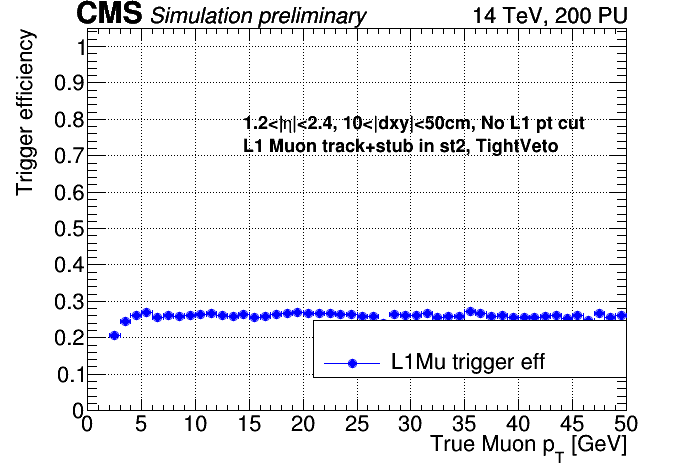 CMS Simulation preliminary 14 TeV, 200 PU
Trigger efficiency
1
0.9
0.8
0.7
0.6
0.5
0.4
0.3
0.2
0.1
0
1.2<|η|<2.4, 10<|dxy|<50cm, No L1 pt cut
L1 Muon track+stub in st2, TightVeto
L1Mu trigger eff
0 5 10 15 20 25 30 35 40 45 50
True Muon pT [GeV]